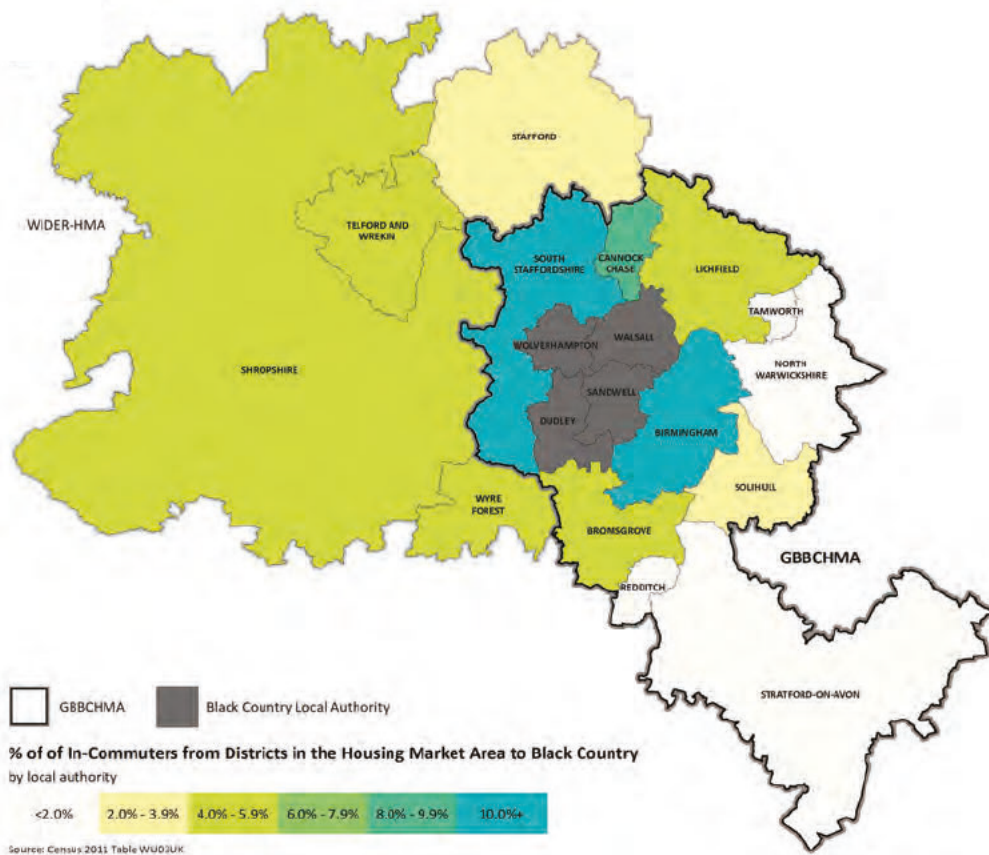 STAFFORD
WIDER-HMA
TELFORD AND
WREKIN
SOUTH
STAFFORDSHIRE
CANNOCK
CHASE
LICHFIELD
TAMWORTH
WOLVERHAMPTON
WALSALL
NORTH
WARWICKSHIRE
SHROPSHIRE
SANDWELL
DUDLEY
BIRMINGHAM
SOLIHULL
WYRE
FOREST
BROMSGROVE
GBBCHMA
REDDITCH
STRATFORD-ON-AVON
GBBCHMA
Black Country Local Authority
% of of In-Commuters from Districts in the Housing Market Area to Black Country
by local authority
<2.0%
2.0% - 3.9%
4.0% - 5.9%
6.0% - 7.9%
8.0% - 9.9%
10.0%+
Source: Census 2011 Table WU03UK